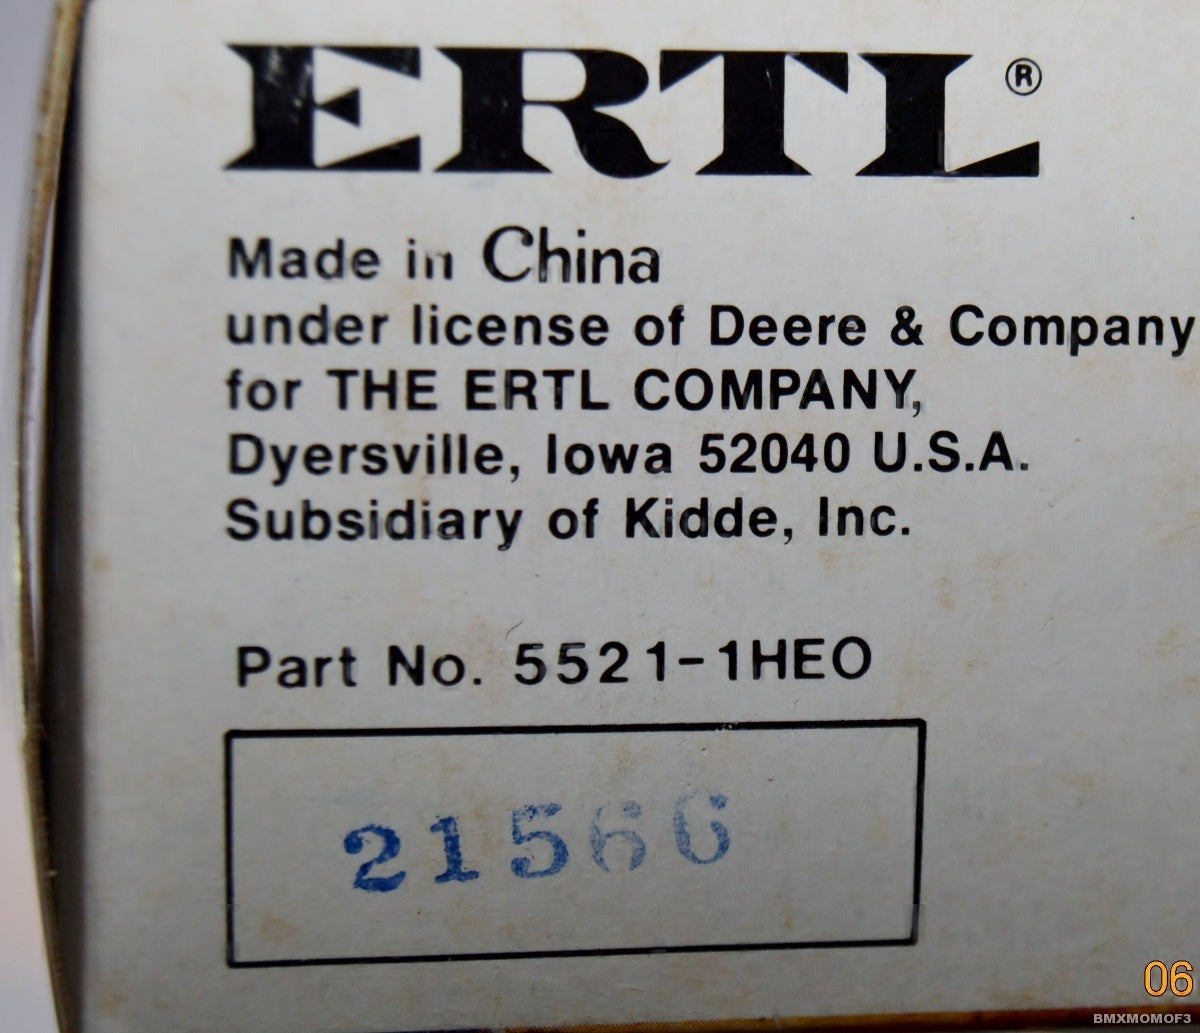 ERTL®
Made in China
under license of Deere & Company
for THE ERTL COMPANY,
Dyersville, Iowa 52040 U.S.A.
Subsidiary of Kidde, Inc.
Part No. 5521-1HEO
21566
06
BMXMOMOF3